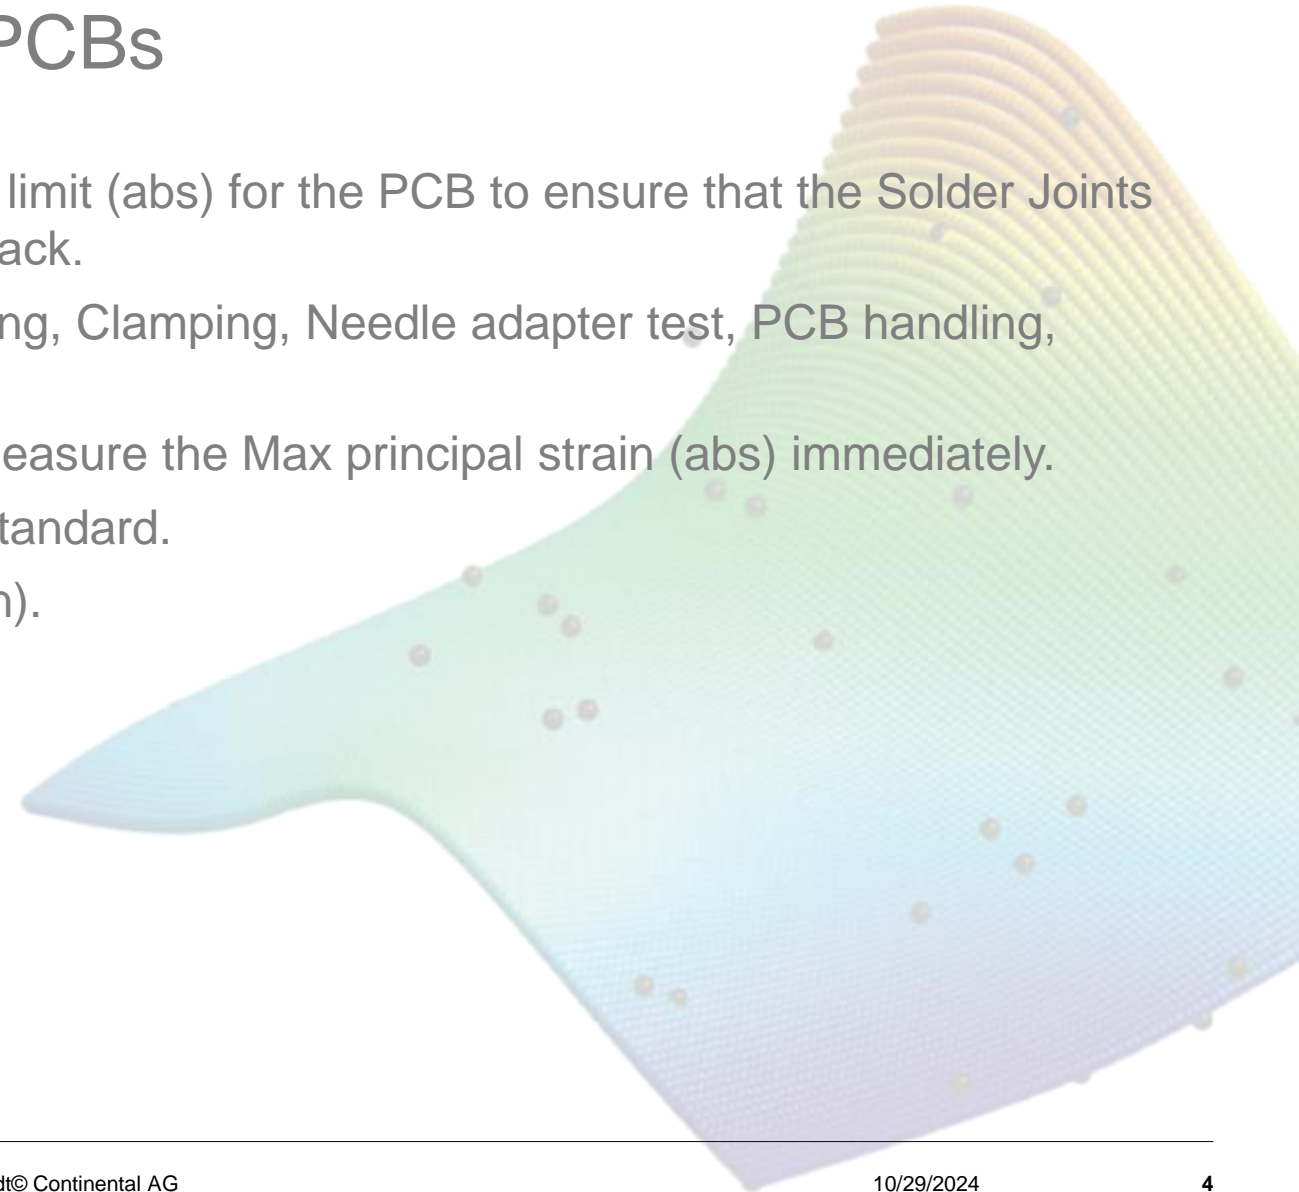 PCBs
limit (abs) for the PCB to ensure that the Solder Joints
ack.
ng, Clamping, Needle adapter test, PCB handling,
easure the Max principal strain (abs) immediately.
tandard.
n).
dt© Continental AG 10/29/2024 4